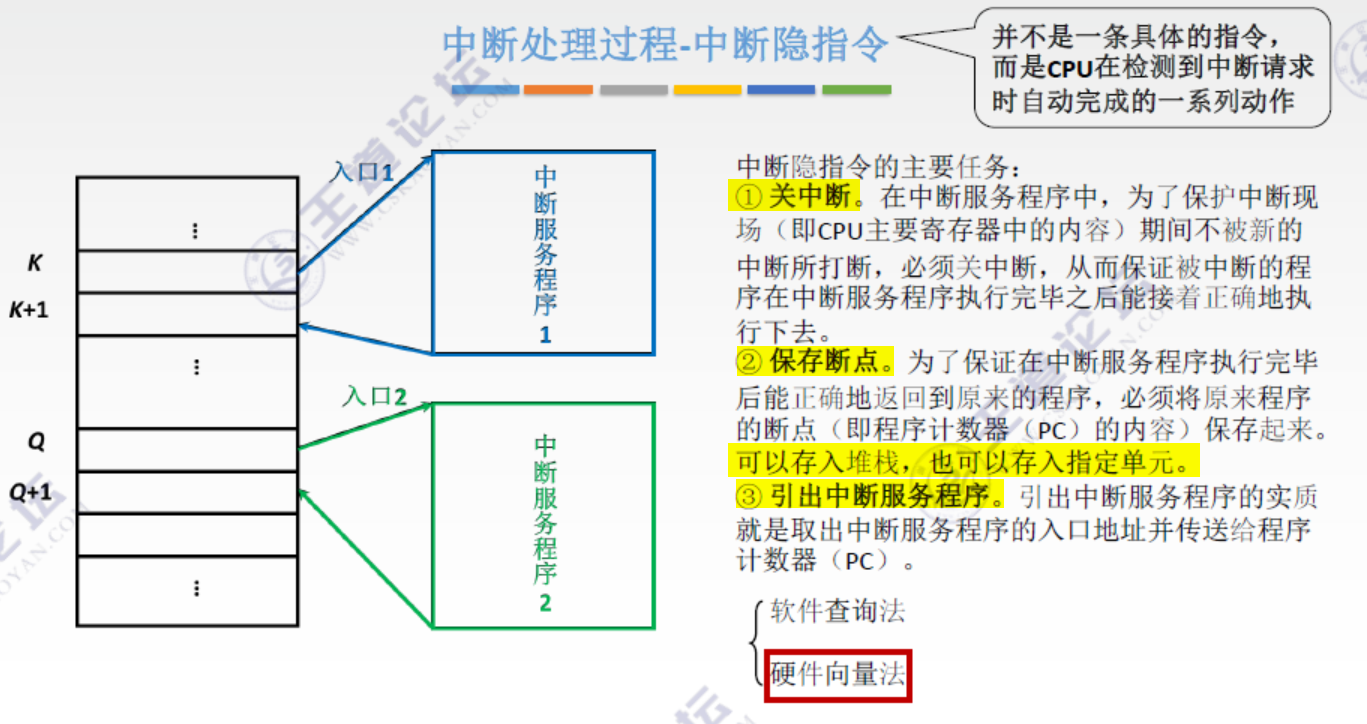 中断处理过程-中断隐指令
并不是一条具体的指令，
而是CPU在检测到中断请求
时自动完成的一系列动作
⋮
K
K+1
⋮
Q
Q+1
⋮
入口1
中断服务程序1
入口2
中断服务程序2
中断隐指令的主要任务：
① 关中断。在中断服务程序中，为了保护中断现
场（即CPU主要寄存器中的内容）期间不被新的
中断所打断，必须关中断，从而保证被中断的程
序在中断服务程序执行完毕之后能接着正确地执
行下去。
② 保存断点。为了保证在中断服务程序执行完毕
后能正确地返回到原来的程序，必须将原来程序
的断点（即程序计数器（PC）的内容）保存起来。
可以存入堆栈，也可以存入指定单元。
③ 引出中断服务程序。引出中断服务程序的实质
就是取出中断服务程序的入口地址并传送给程序
计数器（PC）。
软件查询法
硬件向量法
王道论坛
WWW.CSKAOYAN.COM